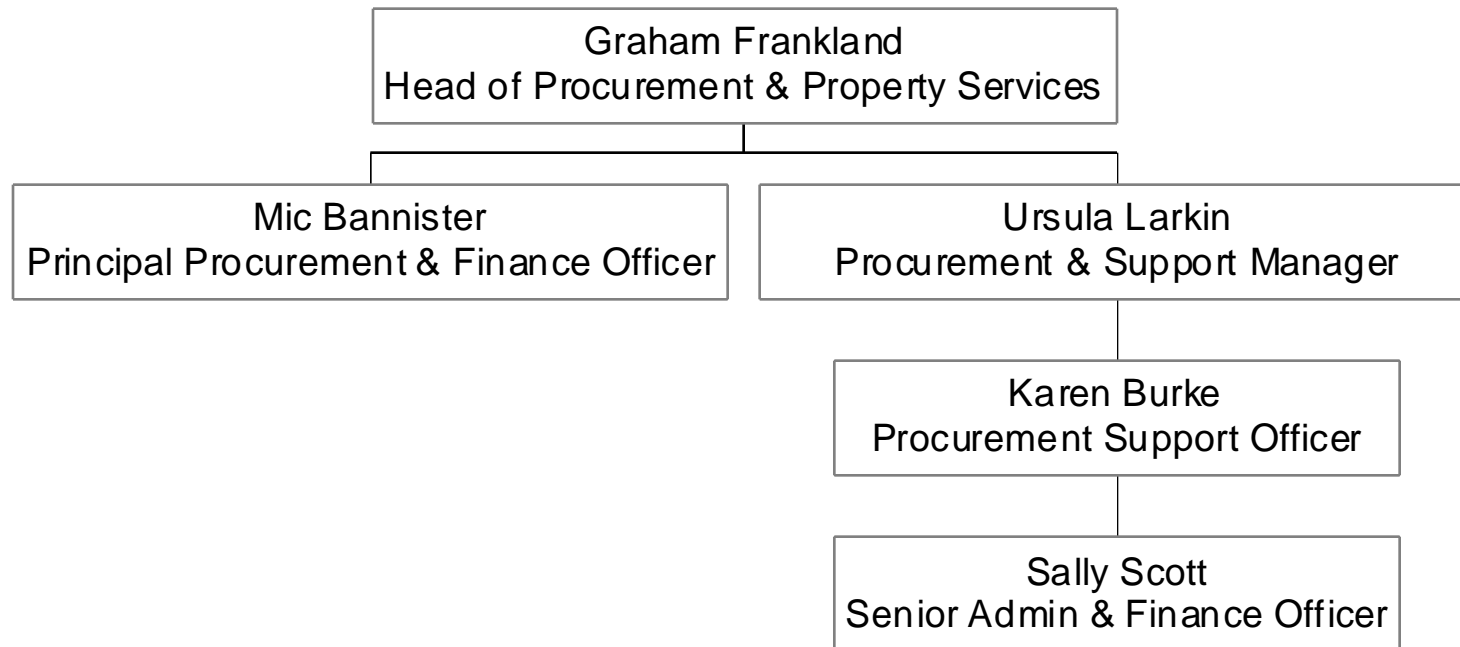 Graham Frankland
Head of Procurement & Property Services
Mic Bannister
Principal Procurement & Finance Officer
Ursula Larkin
Procurement & Support Manager
Karen Burke
Procurement Support Officer
Sally Scott
Senior Admin & Finance Officer